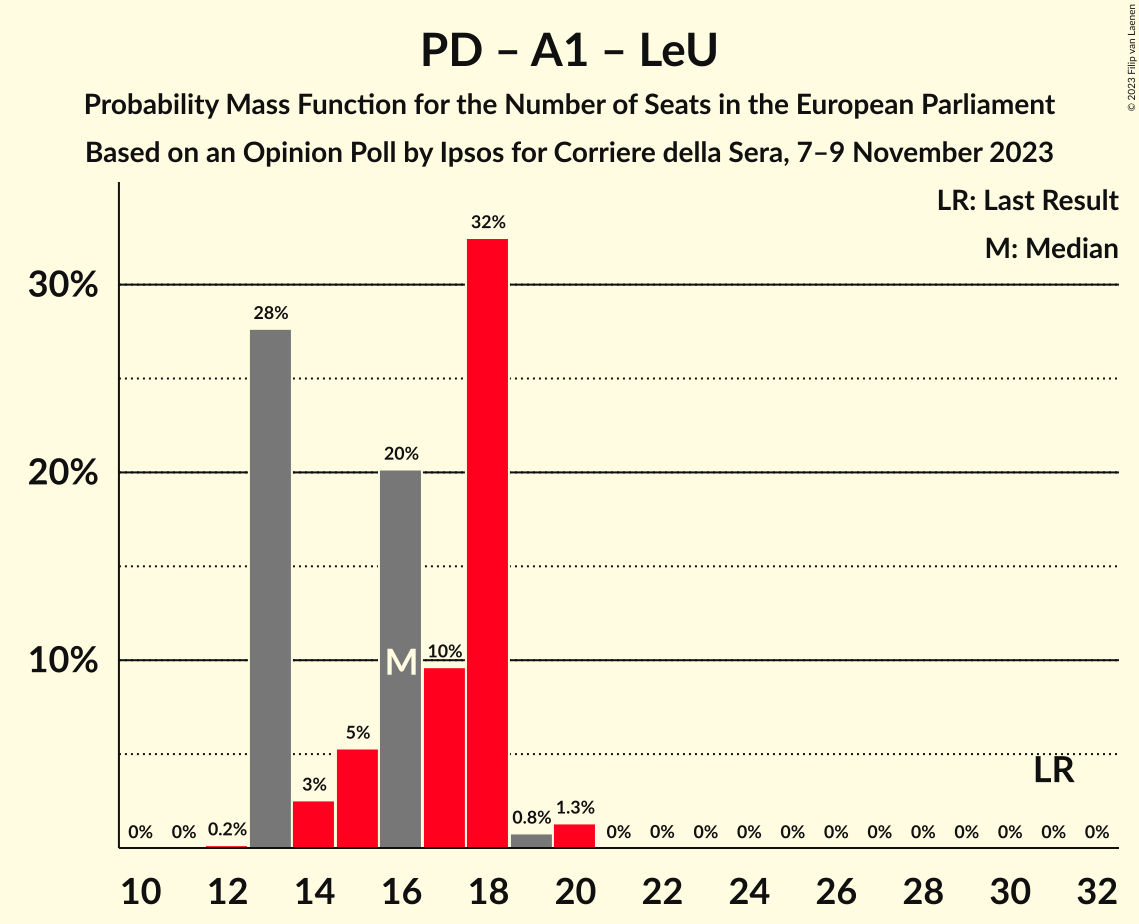 PD – A1 – LeU
Probability Mass Function for the Number of Seats in the European Parliament
Based on an Opinion Poll by Ipsos for Corriere della Sera, 7–9 November 2023
© 2023 Filip van Laenen
LR: Last Result
M: Median
32%
30%
28%
20%
20%
10%
10%
M
5%
LR
3%
0% 0% 0.2% 0.8% 1.3% 0% 0% 0% 0% 0% 0% 0% 0% 0% 0% 0% 0%
10 12 14 16 18 20 22 24 26 28 30 32